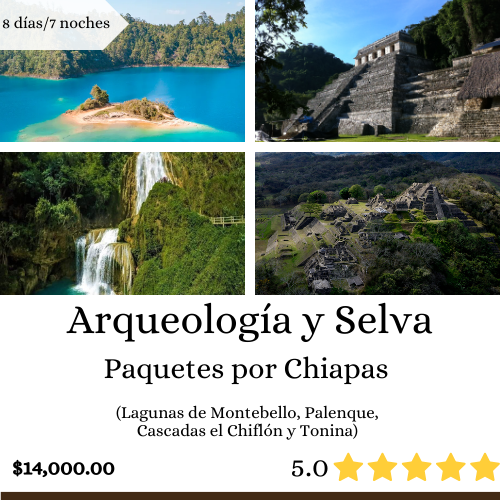 8 días/7 noches
Arqueología y Selva
Paquetes por Chiapas
(Lagunas de Montebello, Palenque,
Cascadas el Chiflón y Tonina)
$14,000.00
5.0